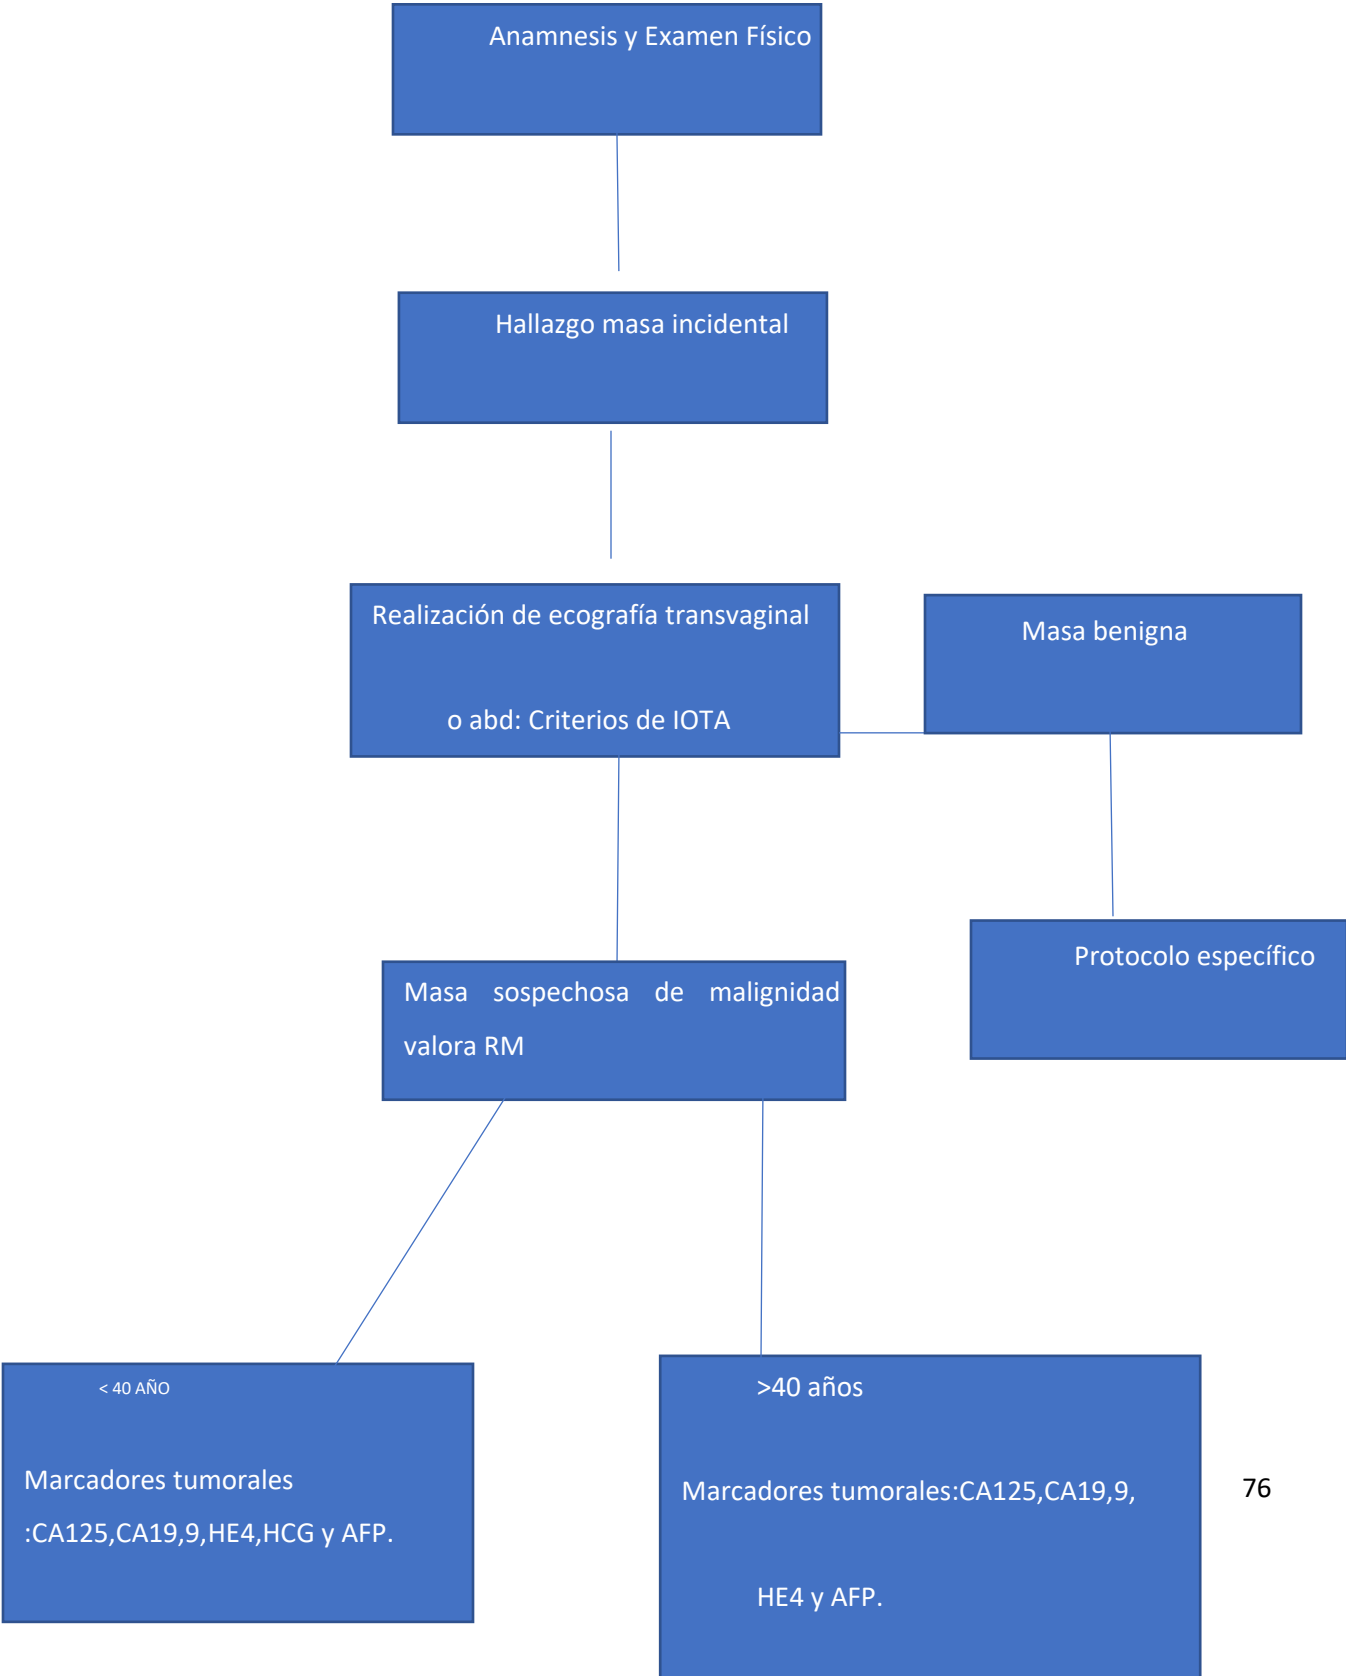 Anamnesis y Examen Físico
Hallazgo masa incidental
Realización de ecografía transvaginal
o abd: Criterios de IOTA
Masa benigna
Protocolo específico
Masa sospechosa de malignidad
valora RM
< 40 AÑO
Marcadores tumorales
:CA125,CA19,9,HE4,HCG y AFP.
>40 años
Marcadores tumorales:CA125,CA19,9,
HE4 y AFP.
76